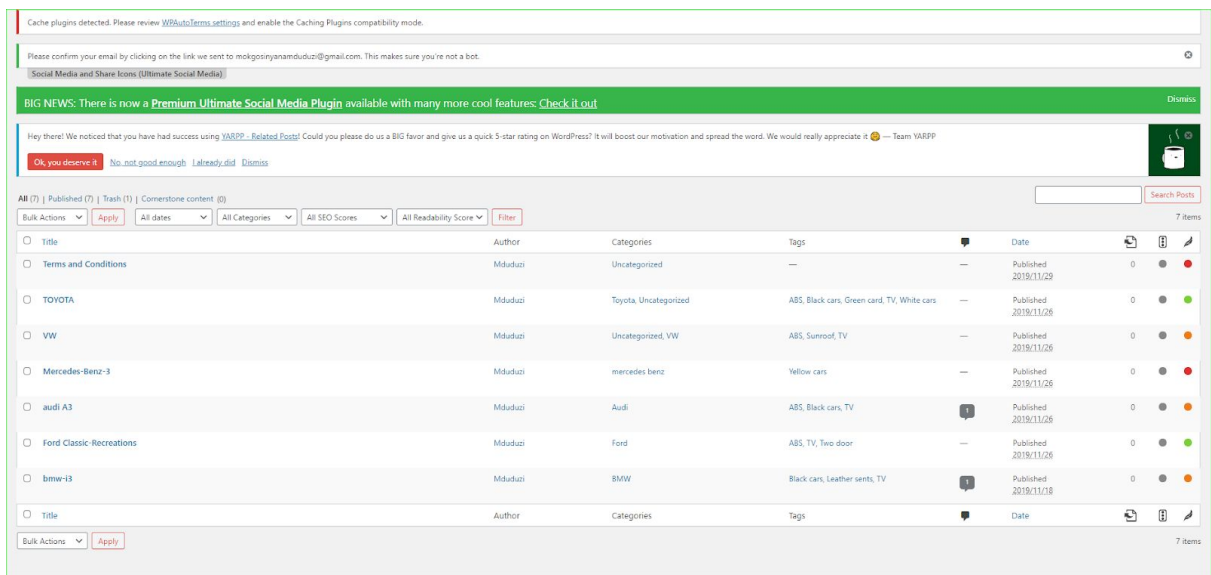 Cache plugins detected. Please review WPAutoTerms settings and enable the Caching Plugins compatibility mode.
Please confirm your email by clicking on the link we sent to mokgosinyanamduduzi@gmail.com. This makes sure you're not a bot.
Social Media and Share Icons (Ultimate Social Media)
BIG NEWS: There is now a Premium Ultimate Social Media Plugin available with many more cool features: Check it out Dismiss
Hey there! We noticed that you have had success using YARPP - Related Posts! Could you please do us a BIG favor and give us a quick 5-star rating on WordPress? It will boost our motivation and spread the word. We would really appreciate it 😊 — Team YARPP
Ok, you deserve it No, not good enough I already did Dismiss
Search Posts
All (7) | Published (7) | Trash (1) | Cornerstone content (0)
Bulk Actions Apply All dates All Categories All SEO Scores All Readability Score Filter 7 items
Title Author Categories Tags Date
Terms and Conditions Mduduzi Uncategorized — — Published 0
2019/11/29
TOYOTA Mduduzi Toyota, Uncategorized ABS, Black cars, Green card, TV, White cars — Published 0
2019/11/26
VW Mduduzi Uncategorized, VW ABS, Sunroof, TV — Published 0
2019/11/26
Mercedes-Benz-3 Mduduzi mercedes benz Yellow cars — Published 0
2019/11/26
audi A3 Mduduzi Audi ABS, Black cars, TV 1 Published 0
2019/11/26
Ford Classic-Recreations Mduduzi Ford ABS, TV, Two door — Published 0
2019/11/26
bmw-i3 Mduduzi BMW Black cars, Leather sents, TV 1 Published 0
2019/11/18
Title Author Categories Tags Date
Bulk Actions Apply 7 items